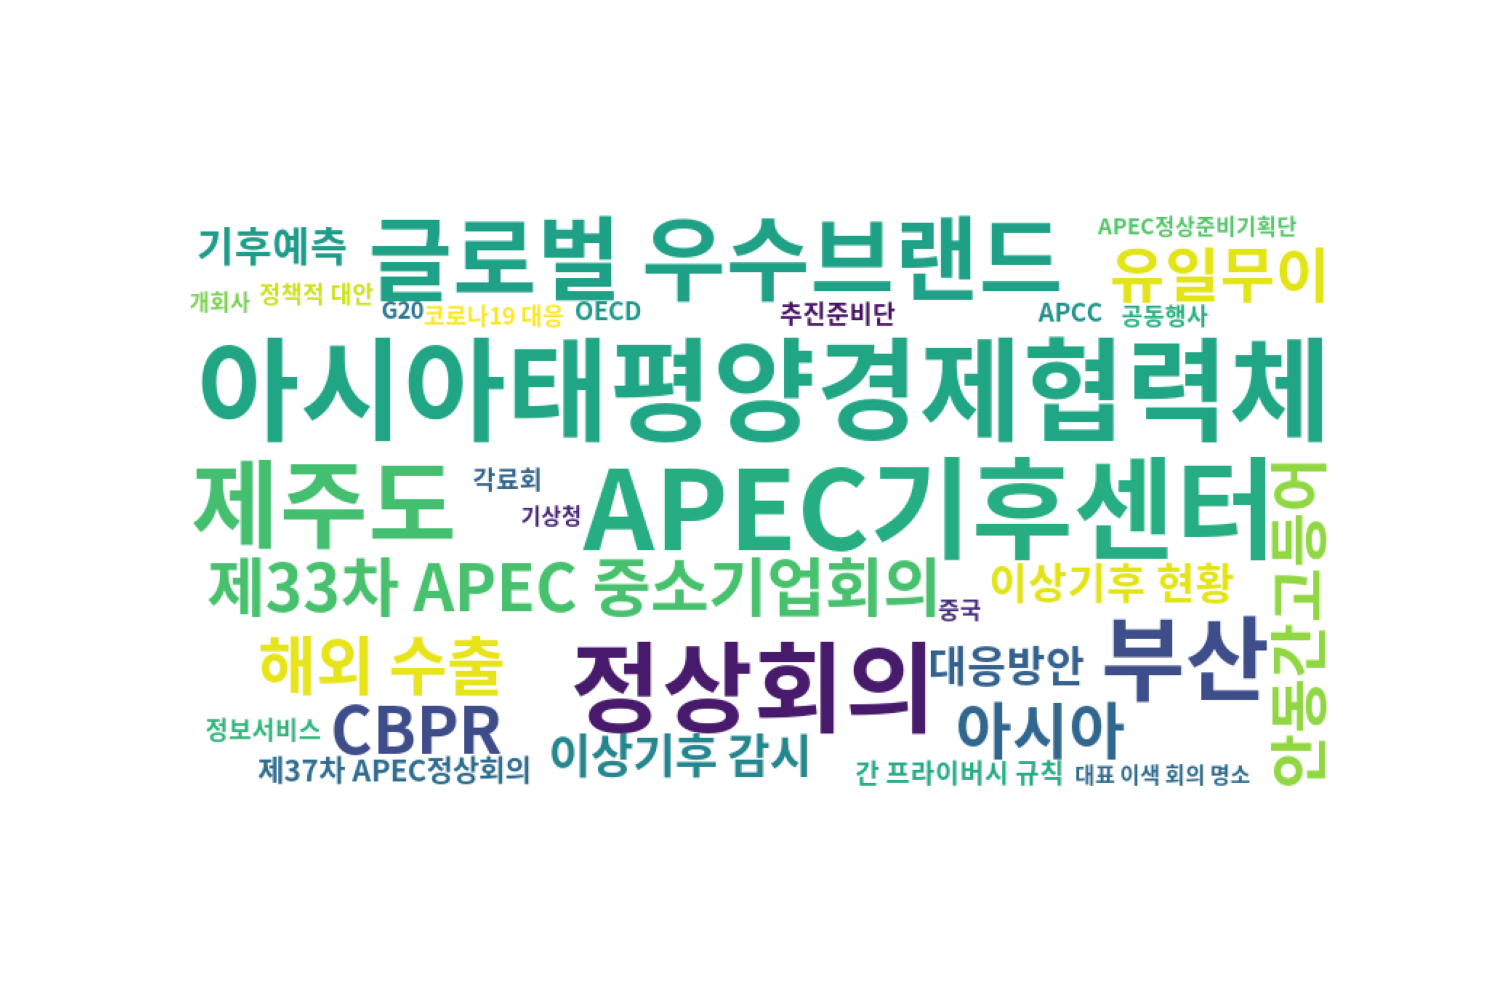 기후예측
글로벌 우수브랜드
APEC정상준비기획단
유일무이
개회사
정책적 대안
G20
코로나19 대응
OECD
추진준비단
APCC
공동행사
아시아태평양경제협력체
제주도
각료회
기상청
APEC기후센터
안동간고등어
제33차 APEC 중소기업회의
중국
이상기후 현황
해외 수출
정상회의
대응방안
부산
정보서비스
CBPR
아시아
제37차 APEC정상회의
이상기후 감시
간 프라이버시 규칙
대표 이색 회의 명소